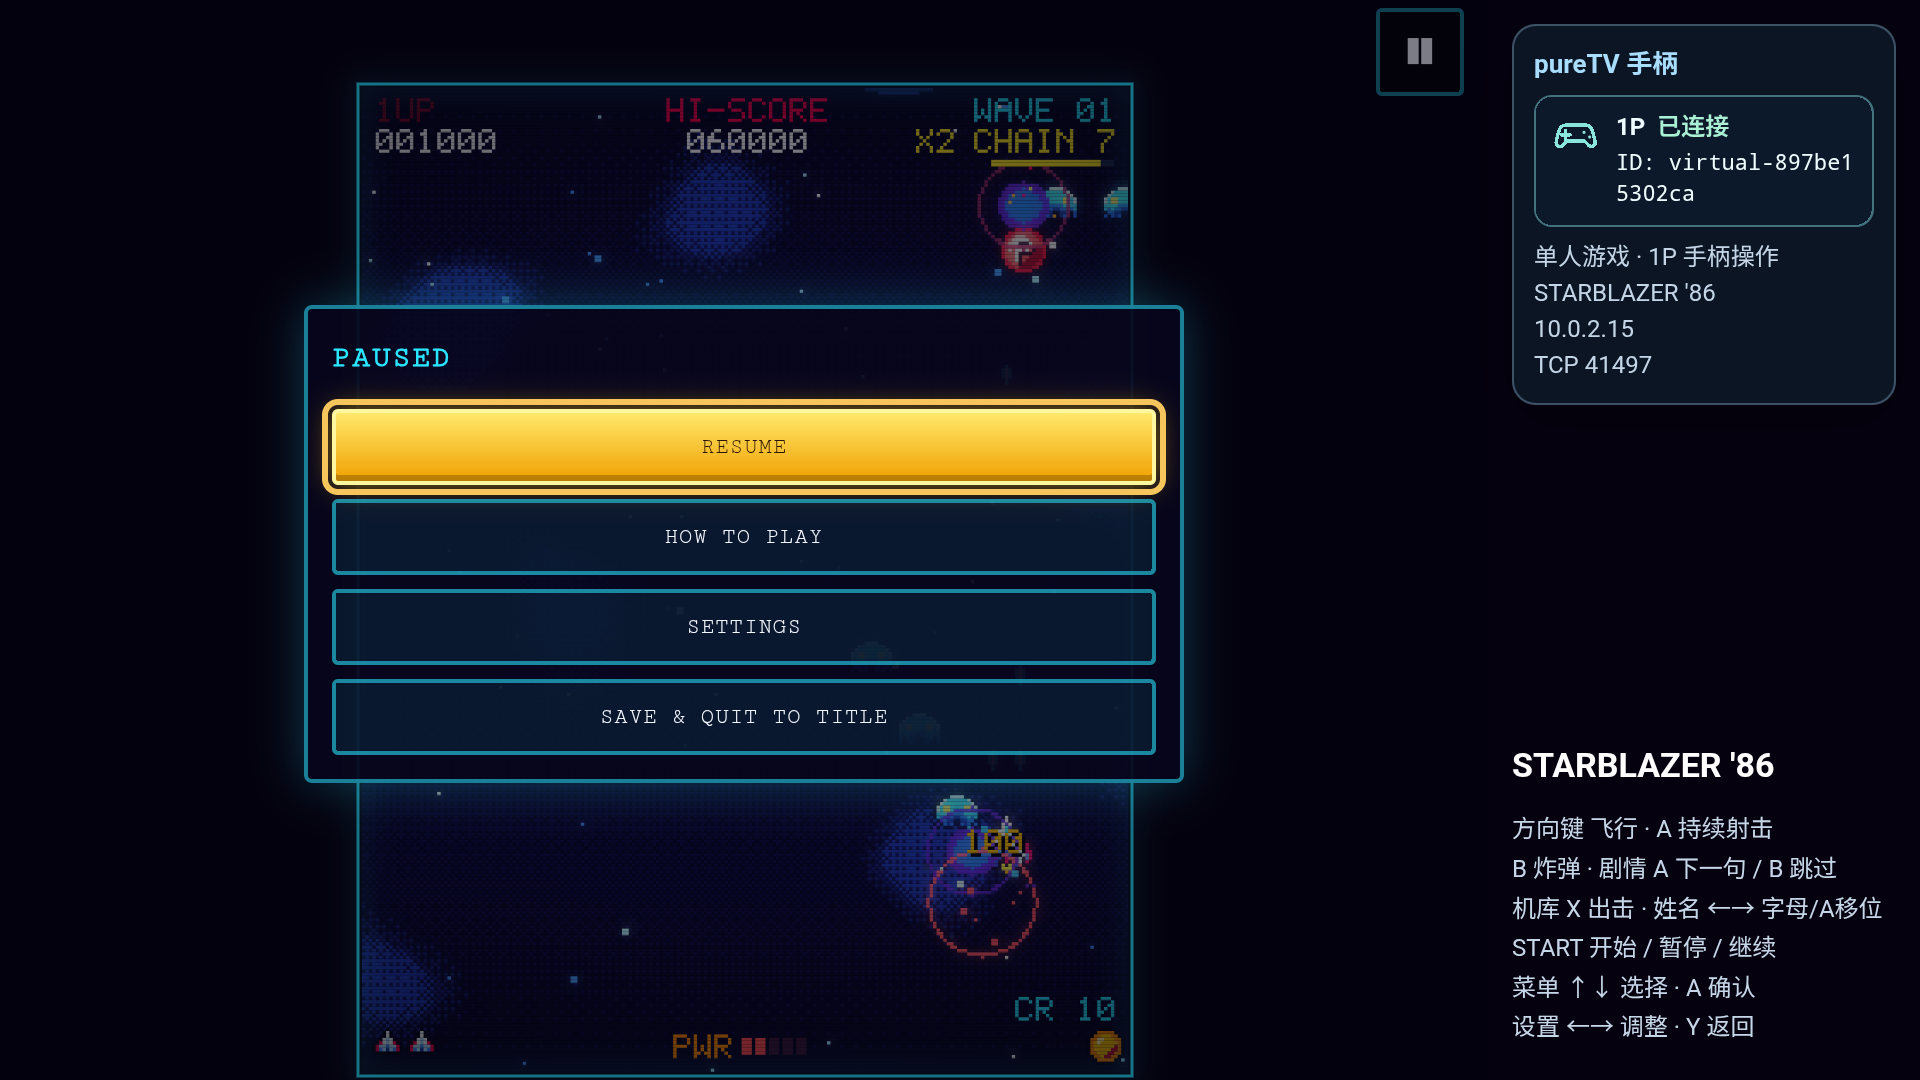 1UP
001000
HI-SCORE
060000
WAVE 01
X2 CHAIN 7
PAUSED
RESUME
HOW TO PLAY
SETTINGS
SAVE & QUIT TO TITLE
100
CR 10
PWR
pureTV 手柄
1P 已连接
ID: virtual-897be1
5302ca
单人游戏 · 1P 手柄操作
STARBLAZER '86
10.0.2.15
TCP 41497
STARBLAZER '86
方向键 飞行 · A 持续射击
B 炸弹 · 剧情 A 下一句 / B 跳过
机库 X 出击 · 姓名 ←→ 字母/A移位
START 开始 / 暂停 / 继续
菜单 ↑↓ 选择 · A 确认
设置 ←→ 调整 · Y 返回